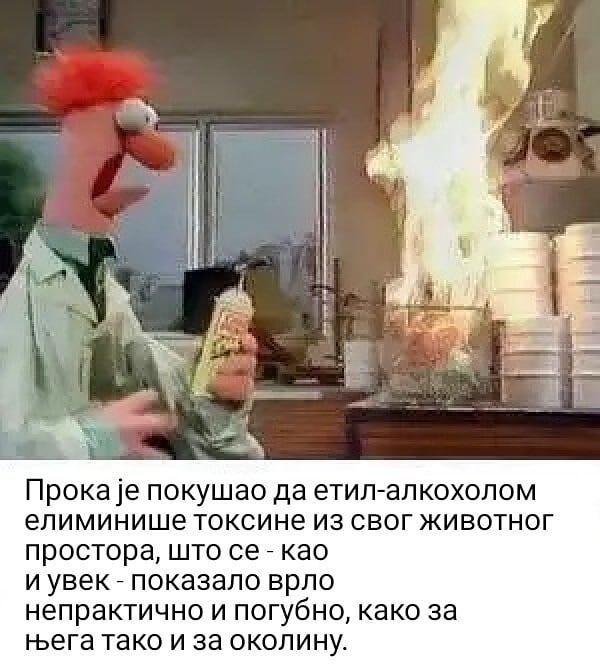 Прока је покушао да етил-алкохолом
елиминише токсине из свог животног
простора, што се - као
и увек - показало врло
непрактично и погубно, како за
њега тако и за околину.